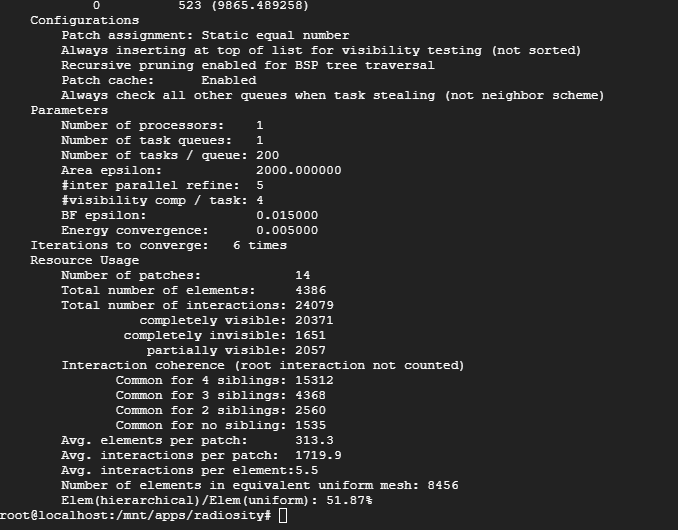 0          523 (9865.489258)
Configurations
Patch assignment: Static equal number
Always inserting at top of list for visibility testing (not sorted)
Recursive pruning enabled for BSP tree traversal
Patch cache:      Enabled
Always check all other queues when task stealing (not neighbor scheme)
Parameters
Number of processors:    1
Number of task queues:   1
Number of tasks / queue: 200
Area epsilon:            2000.000000
#inter parallel refine:  5
#visibility comp / task: 4
BF epsilon:              0.015000
Energy convergence:      0.005000
Iterations to converge:   6 times
Resource Usage
Number of patches:            14
Total number of elements:     4386
Total number of interactions: 24079
completely visible: 20371
completely invisible: 1651
partially visible: 2057
Interaction coherence (root interaction not counted)
Common for 4 siblings: 15312
Common for 3 siblings: 4368
Common for 2 siblings: 2560
Common for no sibling: 1535
Avg. elements per patch:      313.3
Avg. interactions per patch:  1719.9
Avg. interactions per element:5.5
Number of elements in equivalent uniform mesh: 8456
Elem(hierarchical)/Elem(uniform): 51.87%
root@localhost:/mnt/apps/radiosity#